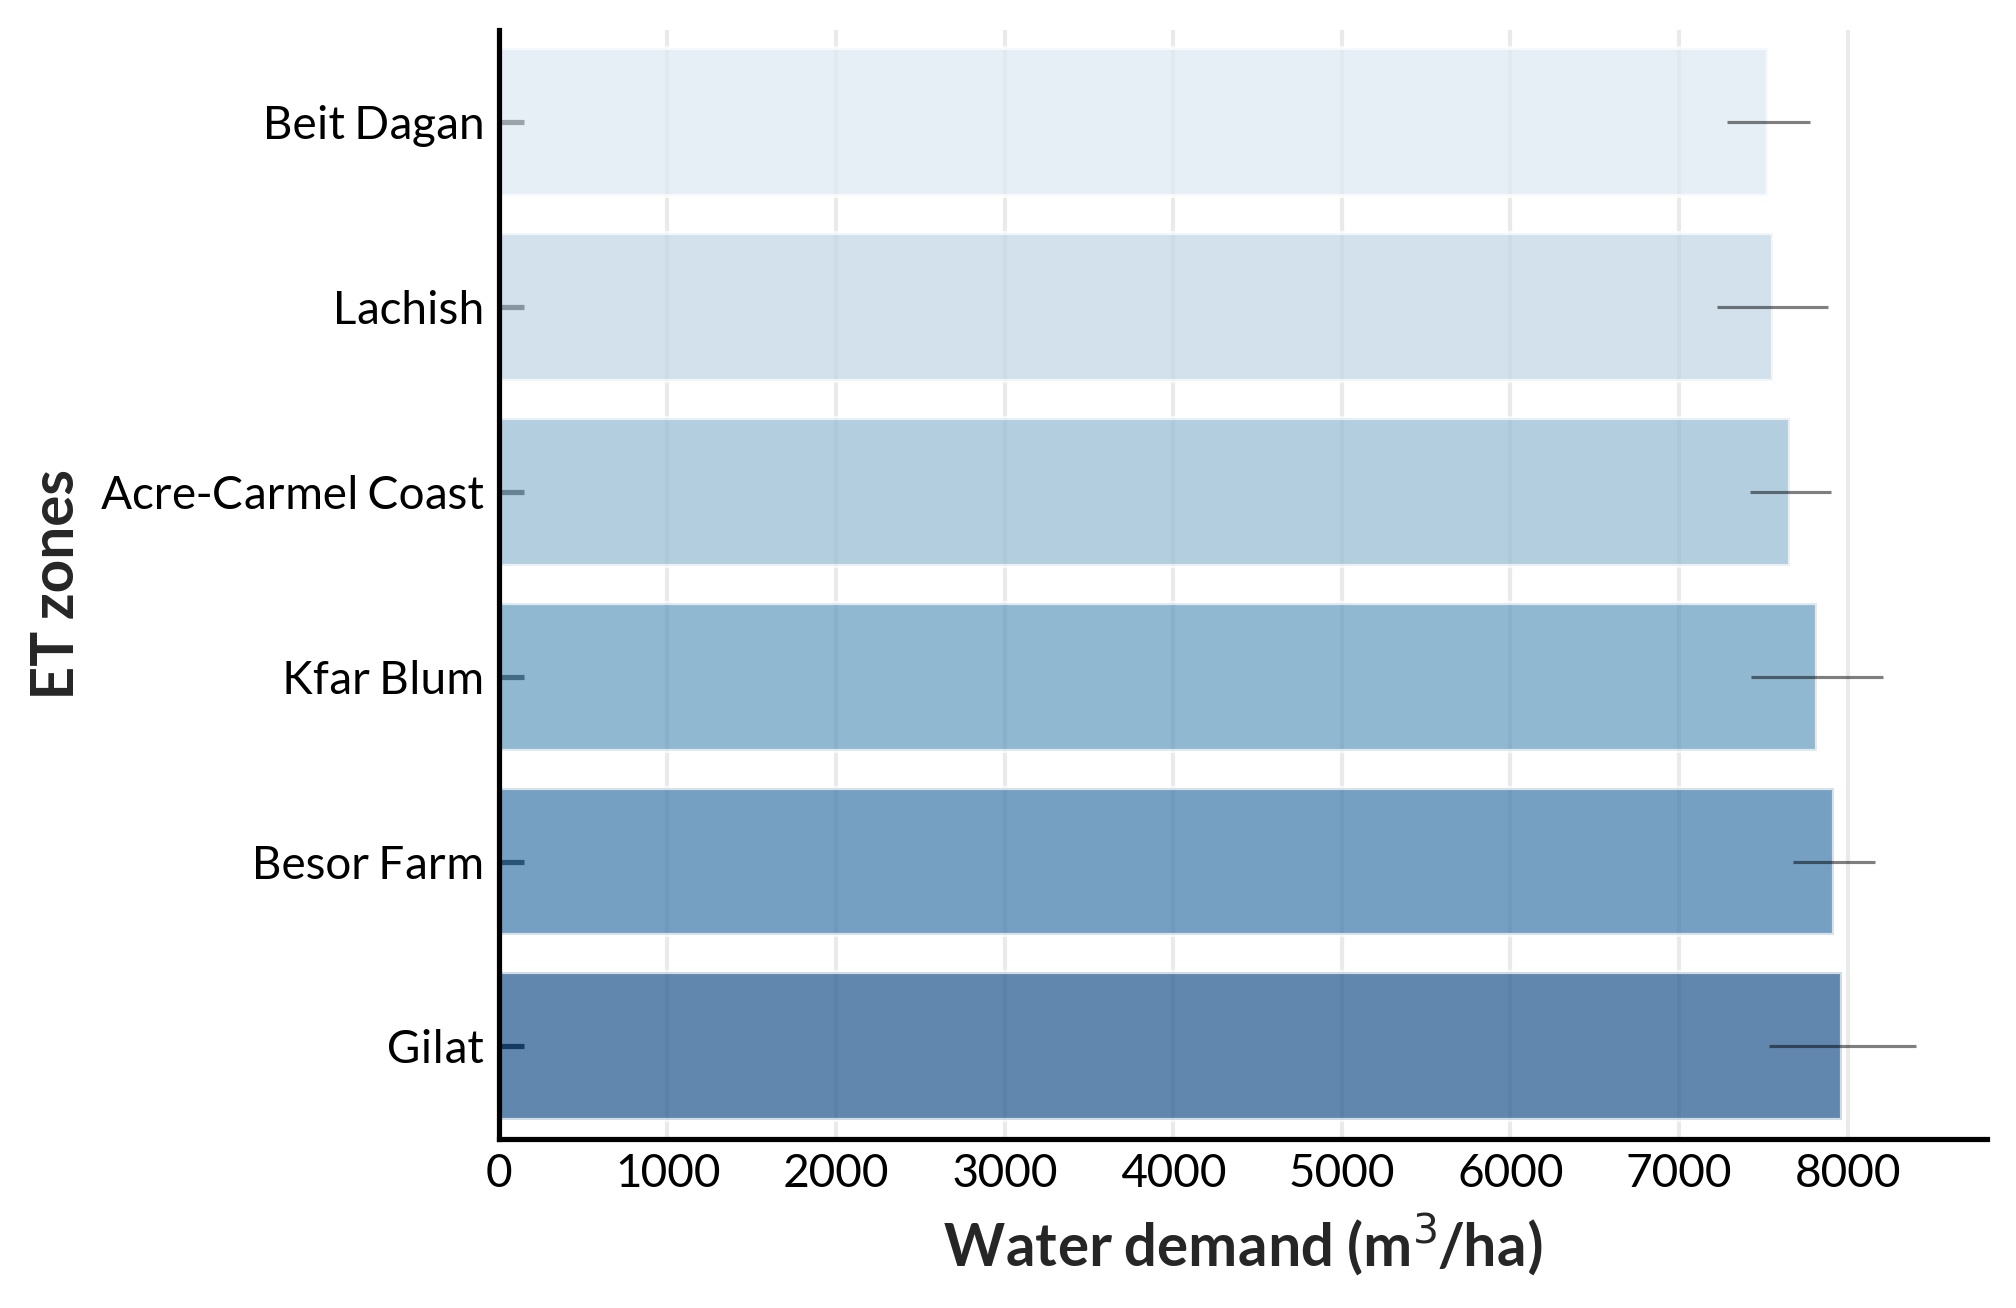 Beit Dagan
Lachish
Acre-Carmel Coast
Kfar Blum
Besor Farm
Gilat
ET zones
0 1000 2000 3000 4000 5000 6000 7000 8000
Water demand (m³/ha)